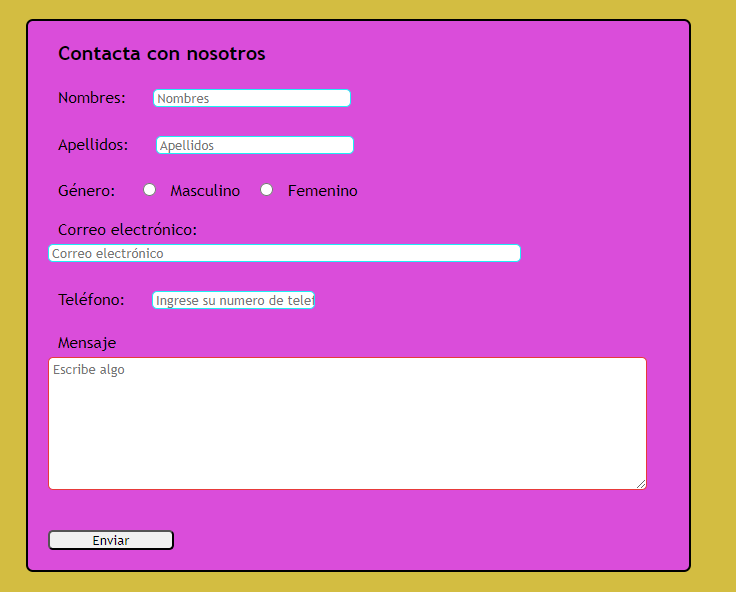 Contacta con nosotros
Nombres: Nombres
Apellidos: Apellidos
Género: Masculino Femenino
Correo electrónico:
Correo electrónico
Teléfono: Ingrese su numero de
Mensaje
Escribe algo
Enviar